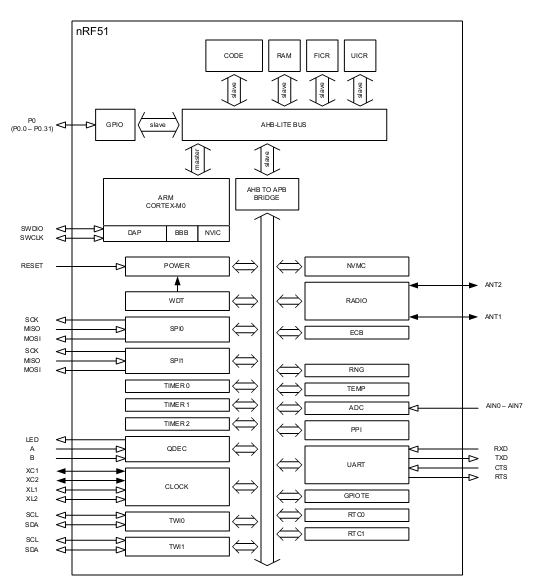 nRF51
CODE
RAM
FICR
UICR
slave
slave
slave
slave
P0
(P0.0 – P0.31)
GPIO
slave
AHB-LITE BUS
master
slave
ARM
CORTEX-M0
AHB TO APB
BRIDGE
DAP
BBB
NVIC
SWDIO
SWCLK
RESET
POWER
NVMC
WDT
RADIO
ANT2
ANT1
SCK
MISO
MOSI
SPI0
ECB
SCK
MISO
MOSI
SPI1
RNG
TIMER 0
TEMP
TIMER 1
ADC
AIN0 – AIN7
TIMER 2
PPI
LED
A
B
QDEC
UART
RXD
TXD
CTS
RTS
XC1
XC2
XL1
XL2
CLOCK
GPIOTE
SCL
SDA
TWI0
RTC0
SCL
SDA
TWI1
RTC1